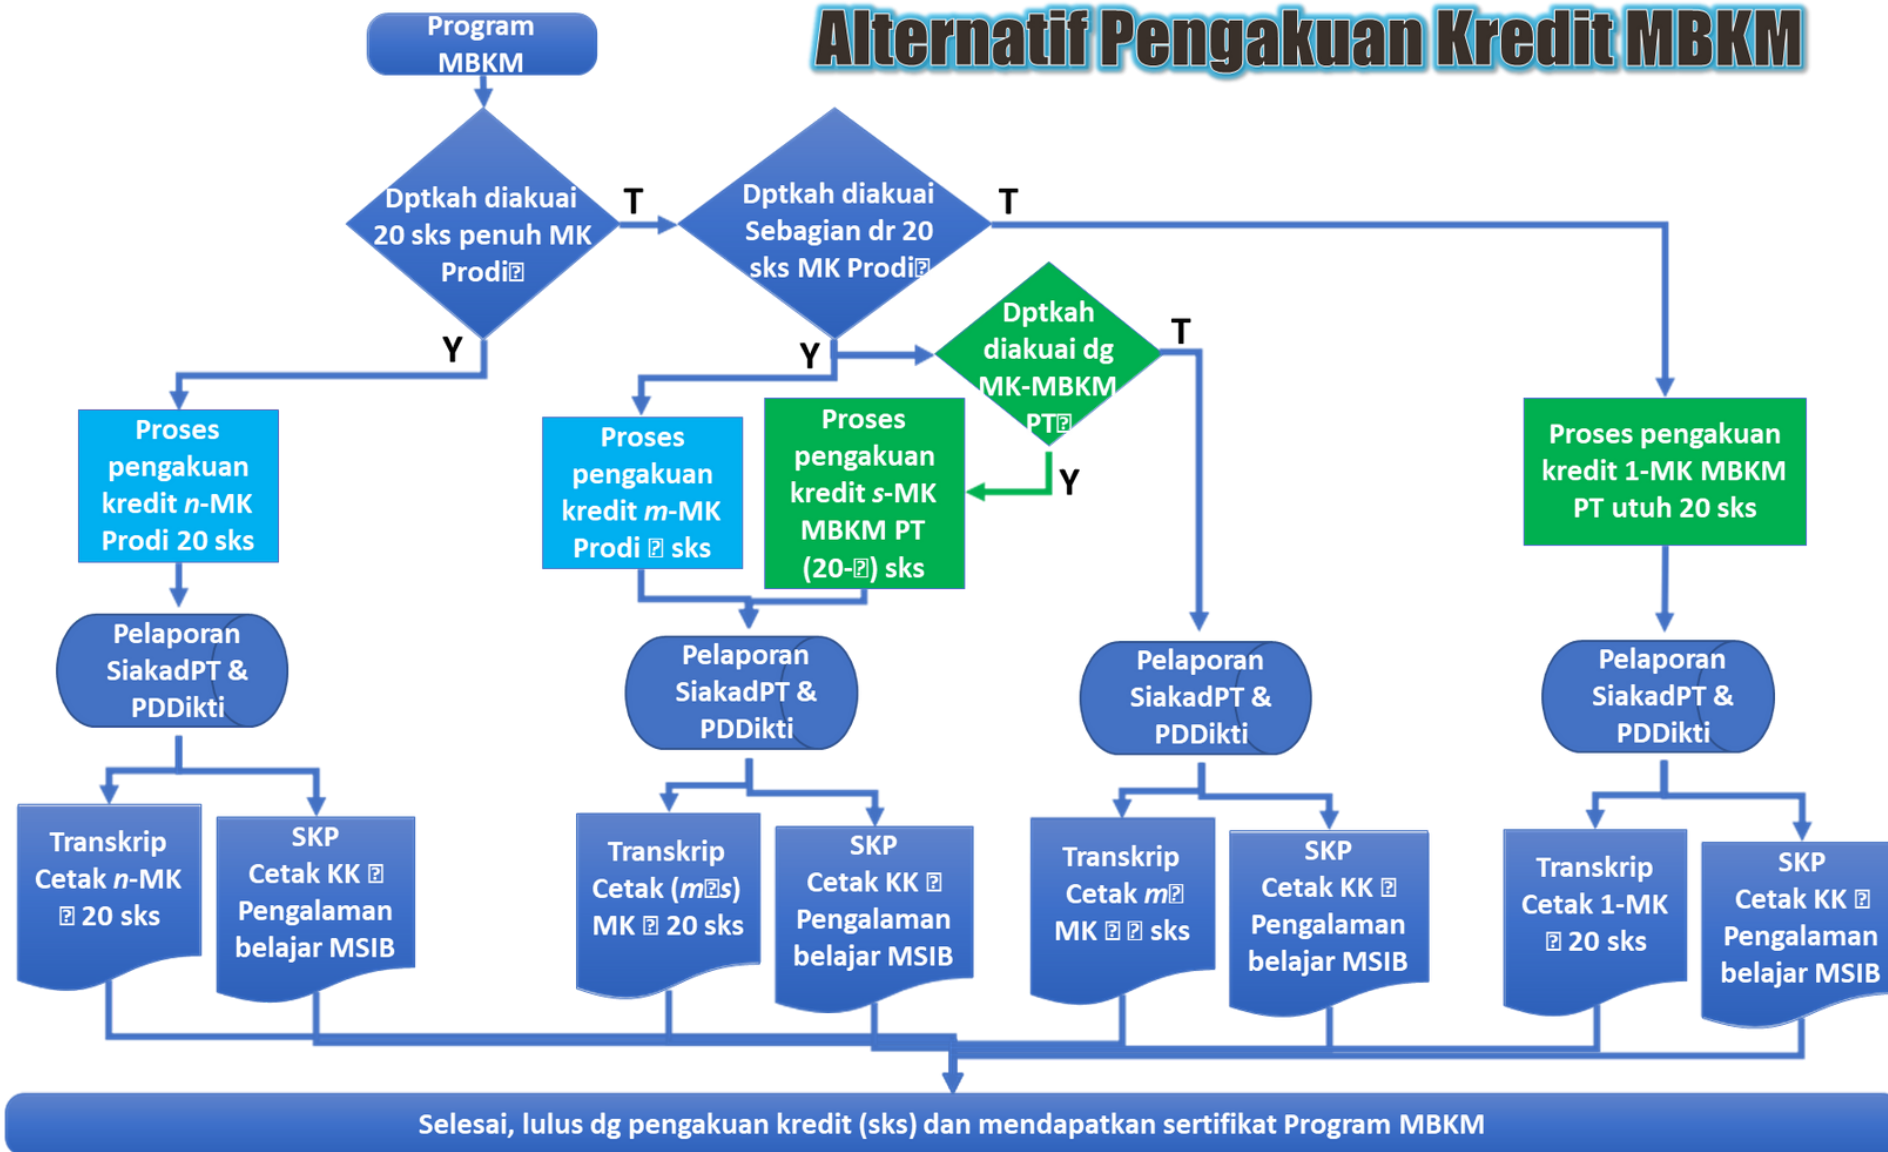 Alternatif Pengakuan Kredit MBKM
Program
MBKM
Dptkah diakuai
20 sks penuh MK
Prodi
T
Dptkah diakuai
Sebagian dr 20
sks MK Prodi
T
Y
Y
Dptkah
diakuai dg
MK-MBKM
PT
T
Y
Proses
pengakuan
kredit n-MK
Prodi 20 sks
Proses
pengakuan
kredit m-MK
Prodi sks
Proses
pengakuan
kredit s-MK
MBKM PT
(20-) sks
Proses pengakuan
kredit 1-MK MBKM
PT utuh 20 sks
Pelaporan
SiakadPT &
PDDikti
Pelaporan
SiakadPT &
PDDikti
Pelaporan
SiakadPT &
PDDikti
Pelaporan
SiakadPT &
PDDikti
Transkrip
Cetak n-MK
20 sks
SKP
Cetak KK
Pengalaman
belajar MSIB
Transkrip
Cetak (m s)
MK 20 sks
SKP
Cetak KK
Pengalaman
belajar MSIB
Transkrip
Cetak m
MK sks
SKP
Cetak KK
Pengalaman
belajar MSIB
Transkrip
Cetak 1-MK
20 sks
SKP
Cetak KK
Pengalaman
belajar MSIB
Selesai, lulus dg pengakuan kredit (sks) dan mendapatkan sertifikat Program MBKM